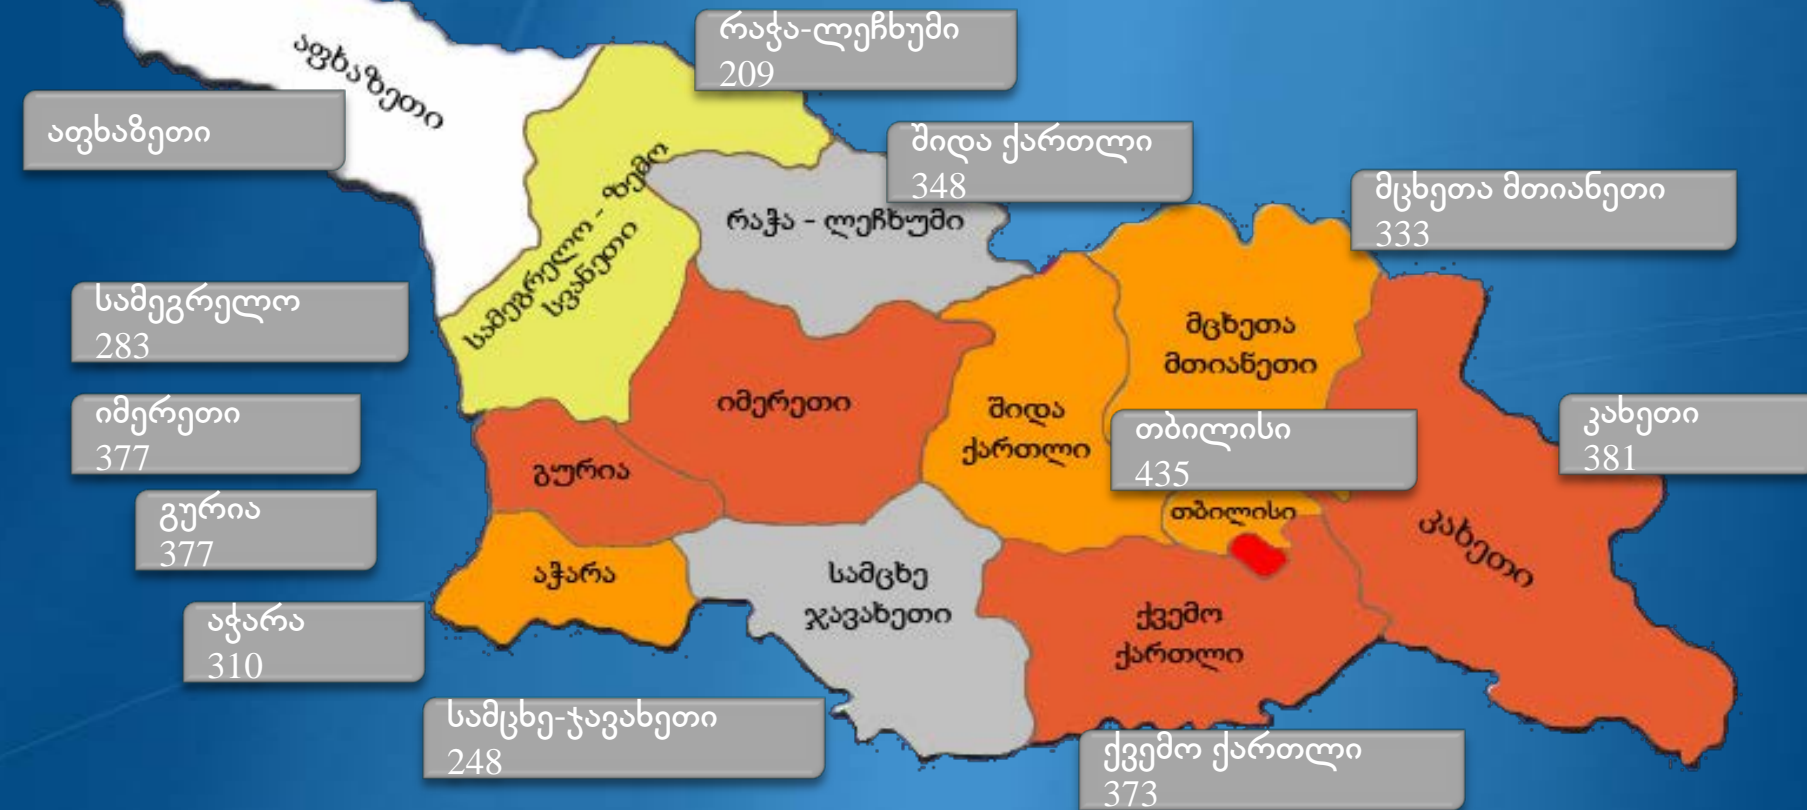 რაჭა-ლეჩხუმი
209
აფხაზეთი
აფხაზეთი
შიდა ქართლი
348
მცხეთა მთიანეთი
333
რაჭა - ლეჩხუმი
სამეგრელო - ზემო
სვანეთი
სამეგრელო
283
მცხეთა
მთიანეთი
იმერეთი
377
იმერეთი
შიდა
ქართლი
თბილისი
435
კახეთი
381
გურია
გურია
377
თბილისი
კახეთი
აჭარა
სამცხე
ჯავახეთი
აჭარა
310
ქვემო
ქართლი
სამცხე-ჯავახეთი
248
ქვემო ქართლი
373